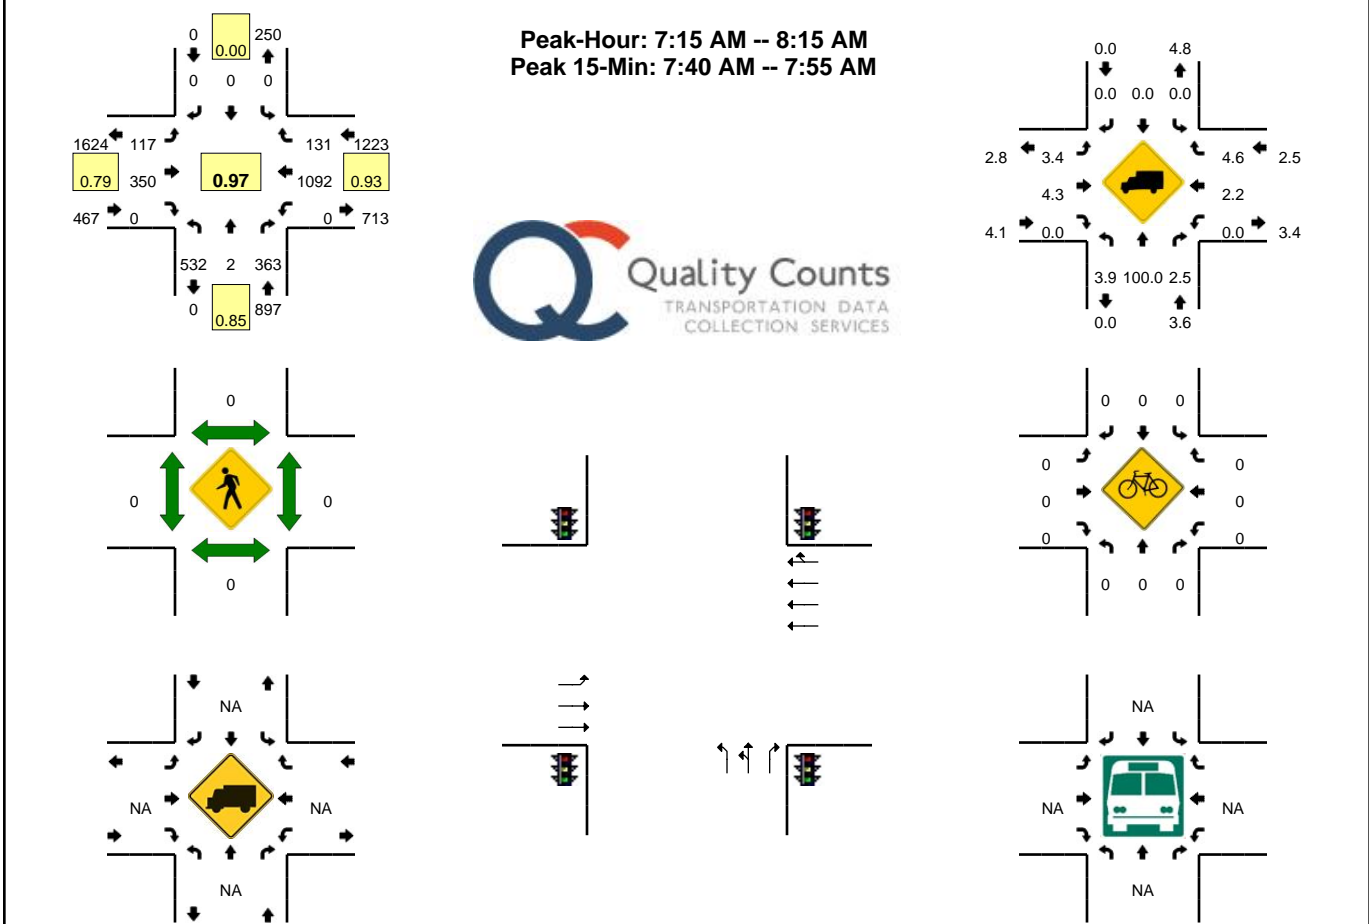 Peak-Hour: 7:15 AM -- 8:15 AM
Peak 15-Min: 7:40 AM -- 7:55 AM
0 0.00 250
0 0 0
1624 117 131 1223
0.79 350 0.97 1092 0.93
467 0 0 713
532 2 363
0 0.85 897
Quality Counts
TRANSPORTATION DATA
COLLECTION SERVICES
0.0 4.8
0.0 0.0 0.0
2.8 3.4 4.6 2.5
4.3 2.2
4.1 0.0 0.0 3.4
3.9 100.0 2.5
0.0 3.6
0
0 0
0
0 0 0
0 0
0 0
0 0
0 0 0
NA
NA NA
NA
NA
NA NA
NA